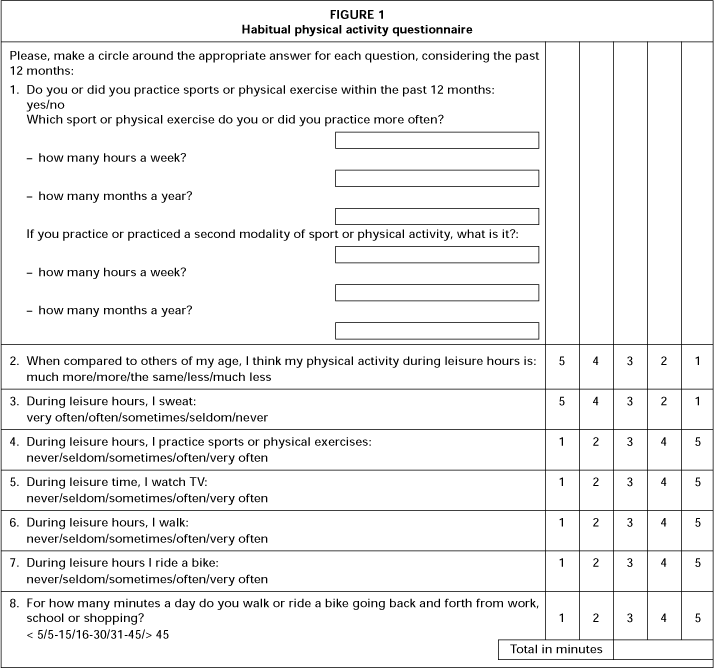 FIGURE 1
Habitual physical activity questionnaire
Please, make a circle around the appropriate answer for each question, considering the past
12 months:
1. Do you or did you practice sports or physical exercise within the past 12 months:
yes/no
Which sport or physical exercise do you or did you practice more often?
– how many hours a week?
– how many months a year?
If you practice or practiced a second modality of sport or physical activity, what is it?:
– how many hours a week?
– how many months a year?
2. When compared to others of my age, I think my physical activity during leisure hours is: 5 4 3 2 1
much more/more/the same/less/much less
3. During leisure hours, I sweat: 5 4 3 2 1
very often/often/sometimes/seldom/never
4. During leisure hours, I practice sports or physical exercises: 1 2 3 4 5
never/seldom/sometimes/often/very often
5. During leisure time, I watch TV: 1 2 3 4 5
never/seldom/sometimes/often/very often
6. During leisure hours, I walk: 1 2 3 4 5
never/seldom/sometimes/often/very often
7. During leisure hours I ride a bike: 1 2 3 4 5
never/seldom/sometimes/often/very often
8. For how many minutes a day do you walk or ride a bike going back and forth from work,
school or shopping? 1 2 3 4 5
< 5/5-15/16-30/31-45/> 45
Total in minutes